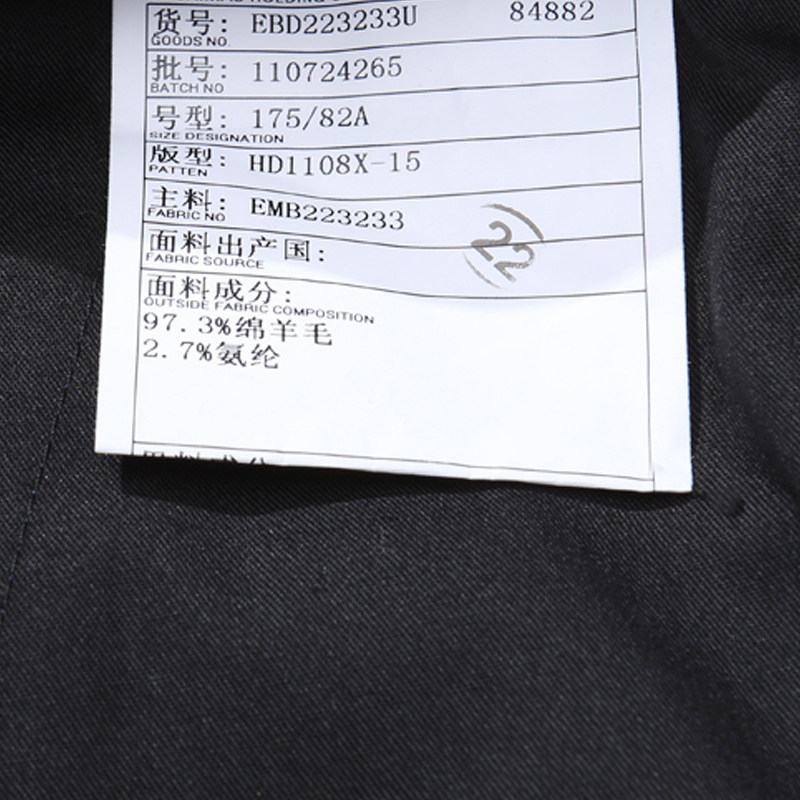 货号: EBD223233U 84882
GOODS NO.
批号: 110724265
BATCH NO
号型: 175/82A
SIZE DESIGNATION
版型: HD1108X-15
PATTEN
主料: EMB223233
FABRIC NO
22
面料出产国:
FABRIC SOURCE
面料成分:
OUTSIDE FABRIC COMPOSITION
97.3%绵羊毛
2.7%氨纶